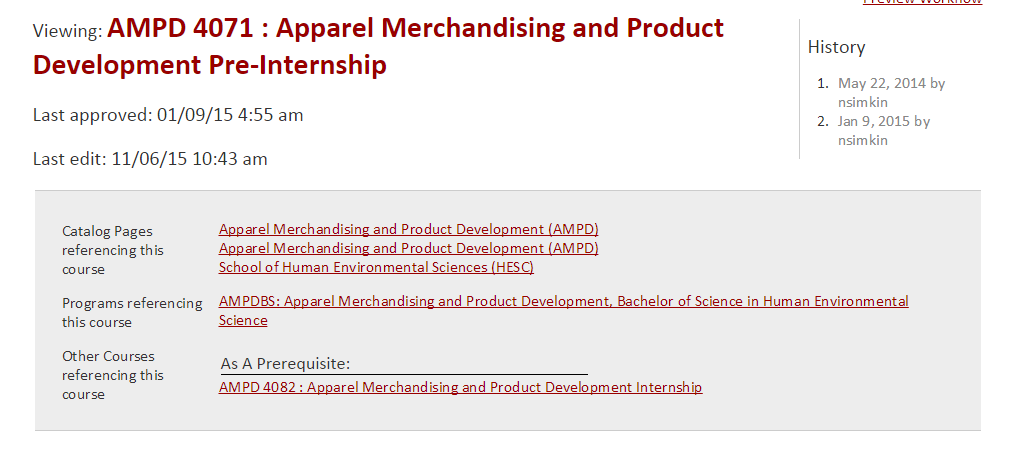 Preview Workflow
Viewing: AMPD 4071 : Apparel Merchandising and Product
Development Pre-Internship
Last approved: 01/09/15 4:55 am
Last edit: 11/06/15 10:43 am
History
1. May 22, 2014 by
nsimkin
2. Jan 9, 2015 by
nsimkin
Catalog Pages
referencing this
course
Apparel Merchandising and Product Development (AMPD)
Apparel Merchandising and Product Development (AMPD)
School of Human Environmental Sciences (HESC)
Programs referencing
this course
AMPDBS: Apparel Merchandising and Product Development, Bachelor of Science in Human Environmental
Science
Other Courses
referencing this
course
As A Prerequisite:
AMPD 4082 : Apparel Merchandising and Product Development Internship